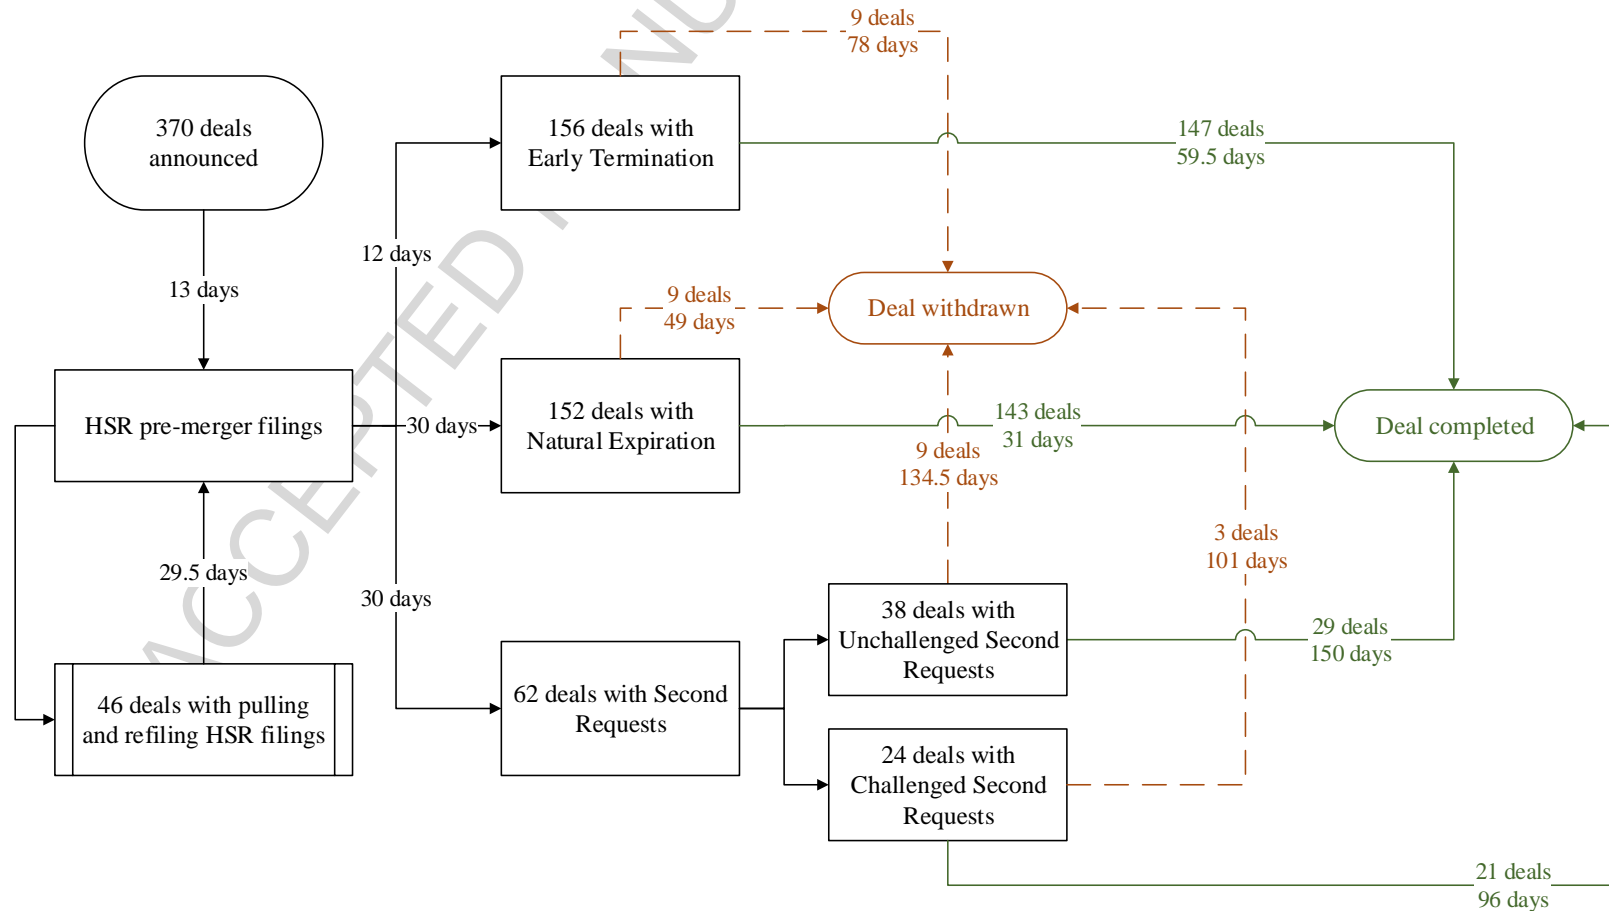 9 deals
78 days
370 deals
announced
156 deals with
Early Termination
147 deals
59.5 days
12 days
13 days
9 deals
49 days
Deal withdrawn
HSR pre-merger filings
30 days
152 deals with
Natural Expiration
143 deals
31 days
Deal completed
9 deals
134.5 days
3 deals
101 days
29.5 days
30 days
38 deals with
Unchallenged Second
Requests
29 deals
150 days
46 deals with pulling
and refiling HSR filings
62 deals with Second
Requests
24 deals with
Challenged Second
Requests
21 deals
96 days
ACCEPTED